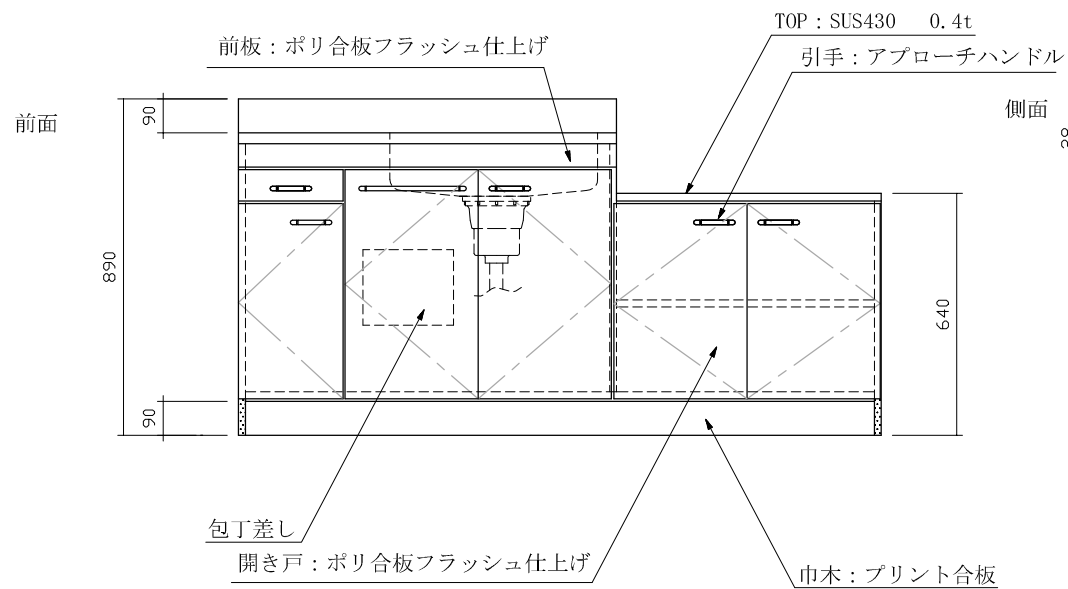 TOP：SUS430　0.4t
前板：ポリ合板フラッシュ仕上げ
引手：アプローチハンドル
90
前面
側面
890
640
90
包丁差し
開き戸：ポリ合板フラッシュ仕上げ
巾木：プリント合板